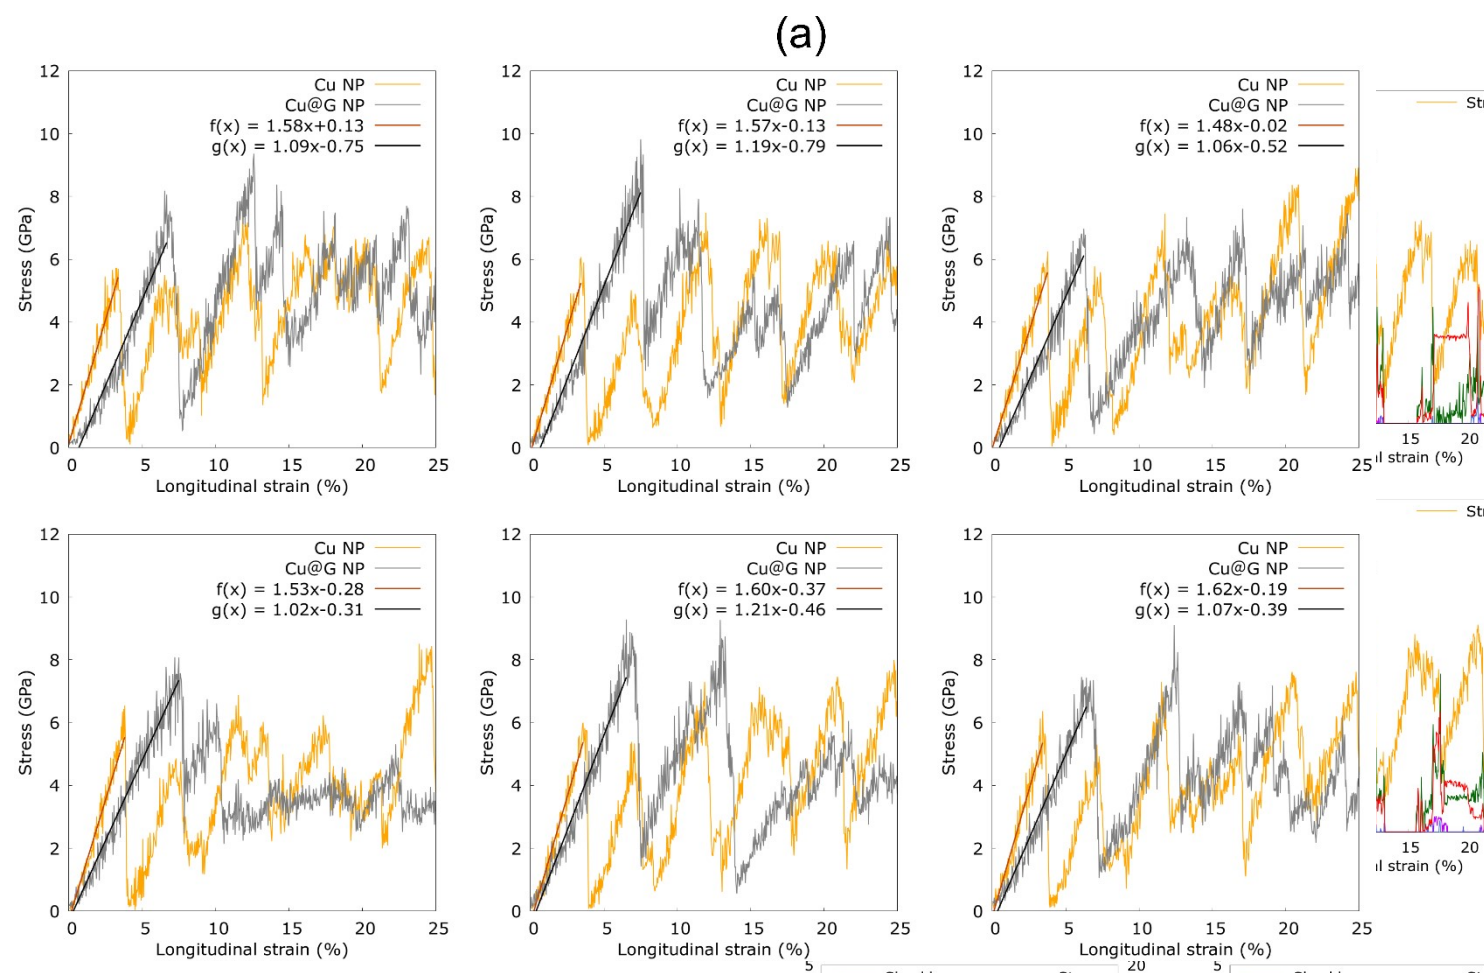 (a)
12
10
8
6
4
2
0
Stress (GPa)
Cu NP
Cu@G NP
f(x) = 1.58x+0.13
g(x) = 1.09x-0.75
0 5 10 15 20 25
Longitudinal strain (%)
12
10
8
6
4
2
0
Stress (GPa)
Cu NP
Cu@G NP
f(x) = 1.57x-0.13
g(x) = 1.19x-0.79
0 5 10 15 20 25
Longitudinal strain (%)
12
10
8
6
4
2
0
Stress (GPa)
Cu NP
Cu@G NP
f(x) = 1.48x-0.02
g(x) = 1.06x-0.52
0 5 10 15 20 25
Longitudinal strain (%)
15 20
strain (%)
12
10
8
6
4
2
0
Stress (GPa)
Cu NP
Cu@G NP
f(x) = 1.53x-0.28
g(x) = 1.02x-0.31
0 5 10 15 20 25
Longitudinal strain (%)
12
10
8
6
4
2
0
Stress (GPa)
Cu NP
Cu@G NP
f(x) = 1.60x-0.37
g(x) = 1.21x-0.46
0 5 10 15 20 25
Longitudinal strain (%)
12
10
8
6
4
2
0
Stress (GPa)
Cu NP
Cu@G NP
f(x) = 1.62x-0.19
g(x) = 1.07x-0.39
0 5 10 15 20 25
Longitudinal strain (%)
15 20
strain (%)
5 20 5